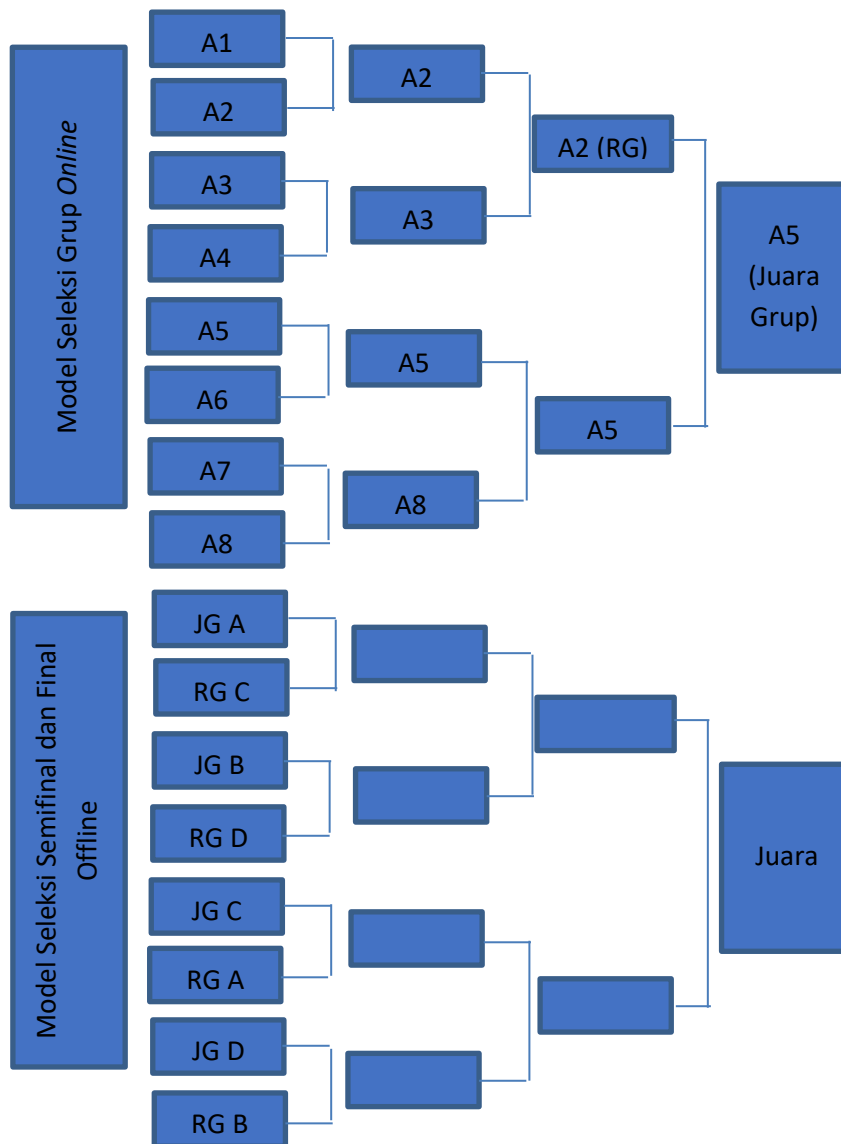 Model Seleksi Grup Online
A1
A2
A3
A4
A5
A6
A7
A8
A2
A3
A5
A8
A2 (RG)
A5
A5
(Juara
Grup)
Model Seleksi Semifinal dan Final
Offline
JG A
RG C
JG B
RG D
JG C
RG A
JG D
RG B
Juara